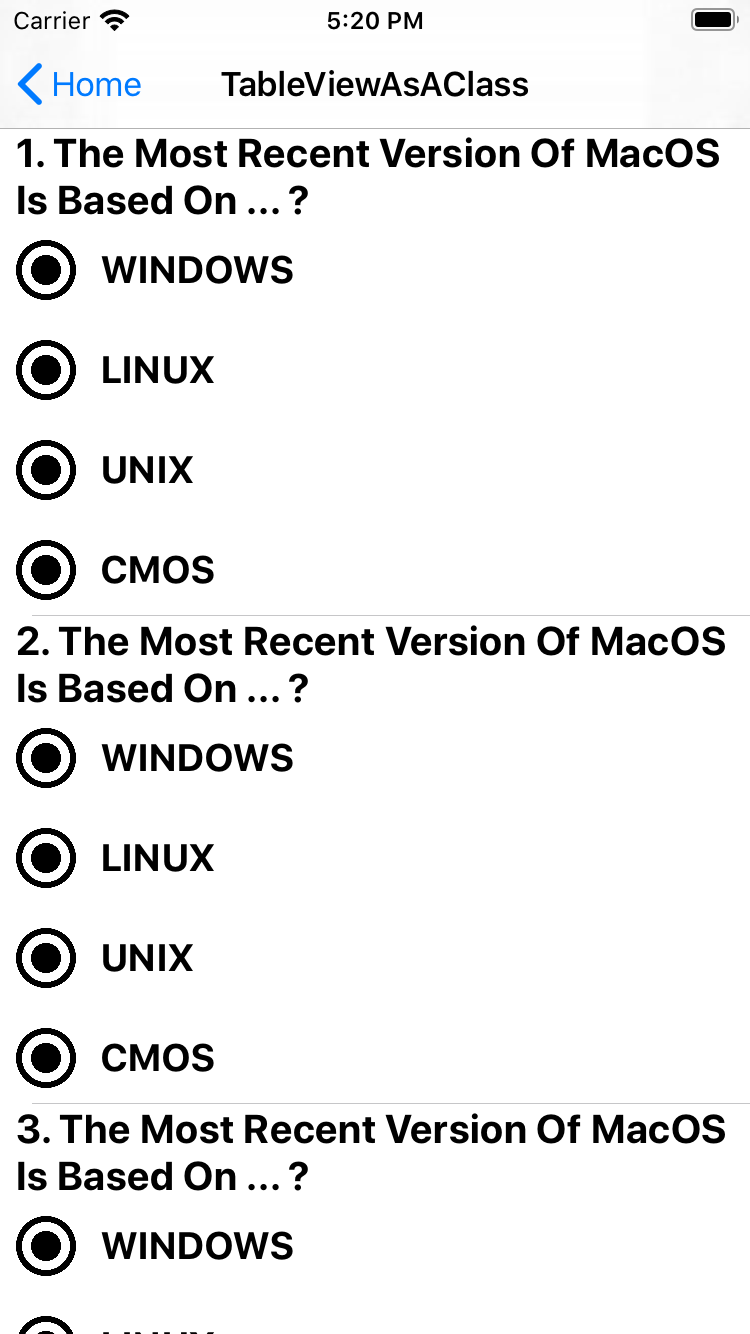 Carrier 5:20 PM
Home TableViewAsAClass
1. The Most Recent Version Of MacOS
Is Based On ... ?
WINDOWS
LINUX
UNIX
CMOS
2. The Most Recent Version Of MacOS
Is Based On ... ?
WINDOWS
LINUX
UNIX
CMOS
3. The Most Recent Version Of MacOS
Is Based On ... ?
WINDOWS